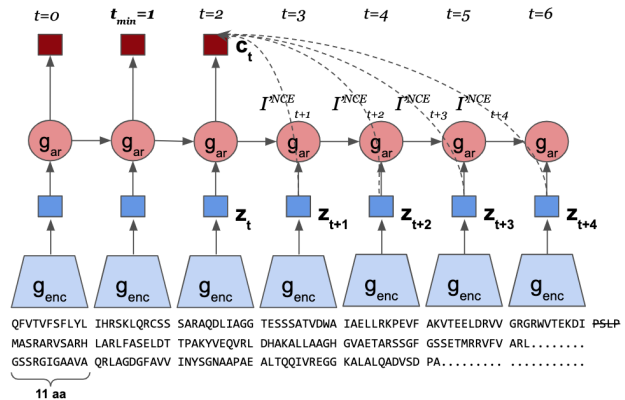 t=0 t_min=1 t=2 t=3 t=4 t=5 t=6
c_t
I'^NCE_t+1 I'^NCE_t+2 I'^NCE_t+3 I'^NCE_t+4
g_ar g_ar g_ar g_ar g_ar g_ar g_ar
z_t z_t+1 z_t+2 z_t+3 z_t+4
g_enc g_enc g_enc g_enc g_enc g_enc g_enc
QFVTVFSFLYL IHRSKLQRCSS SARAQDLIAGG TESSSATVDWA IAELLRKPEVF AKVTEELDRVV GRGRWVTEKDI PSLP
MASRARVSARH LARLFASELDT TPAKYVEQVRL DHAKALLAAGH GVAETARSSGF GSSETMRRVFV ARL........
GSSRGIGAAVA QRLAGDGFAVV INYSGNAAPAE ALTQQIVREGG KALALQADVSD PA......... ...........
11 aa